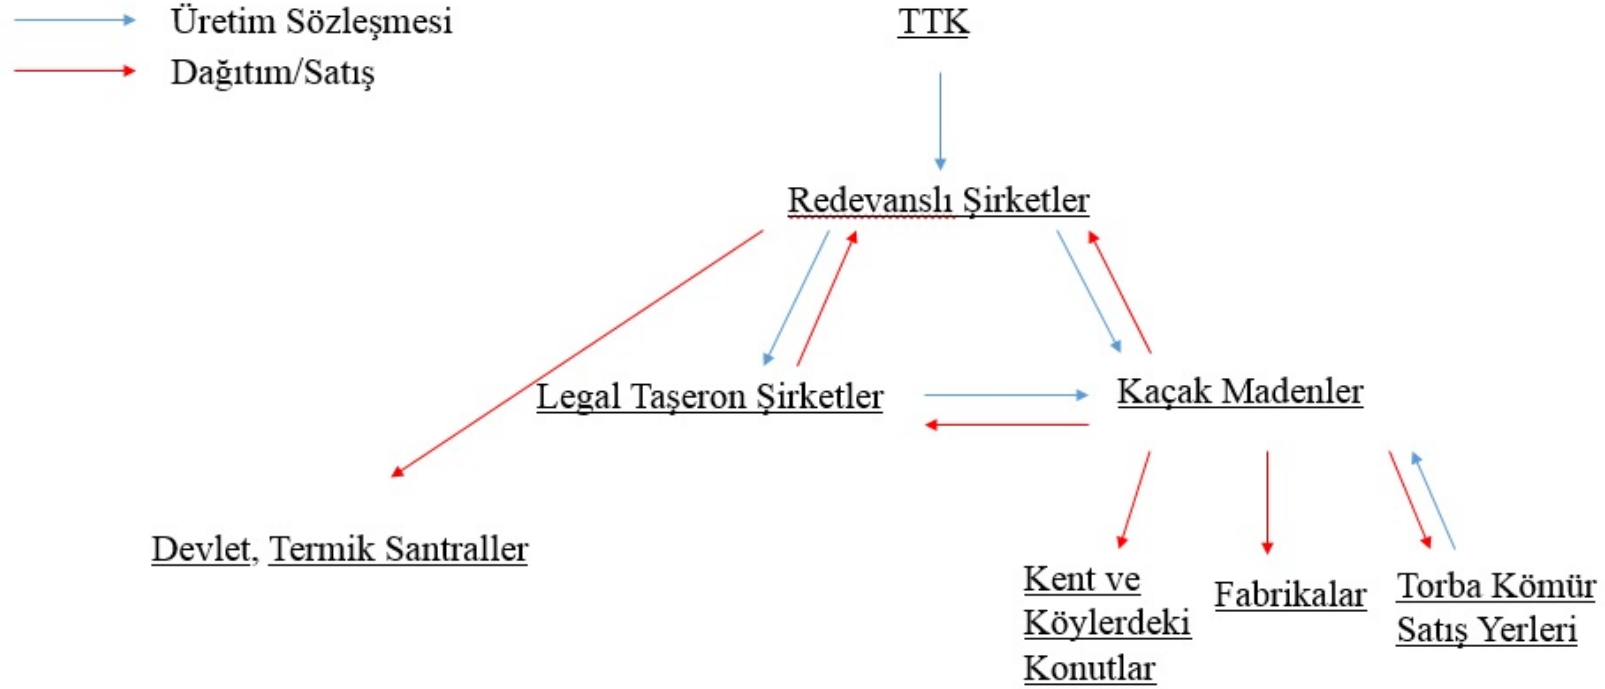 Üretim Sözleşmesi
Dağıtım/Satış
TTK
Redevanslı Şirketler
Legal Taşeron Şirketler
Kaçak Madenler
Devlet, Termik Santraller
Kent ve
Köylerdeki
Konutlar
Fabrikalar
Torba Kömür
Satış Yerleri